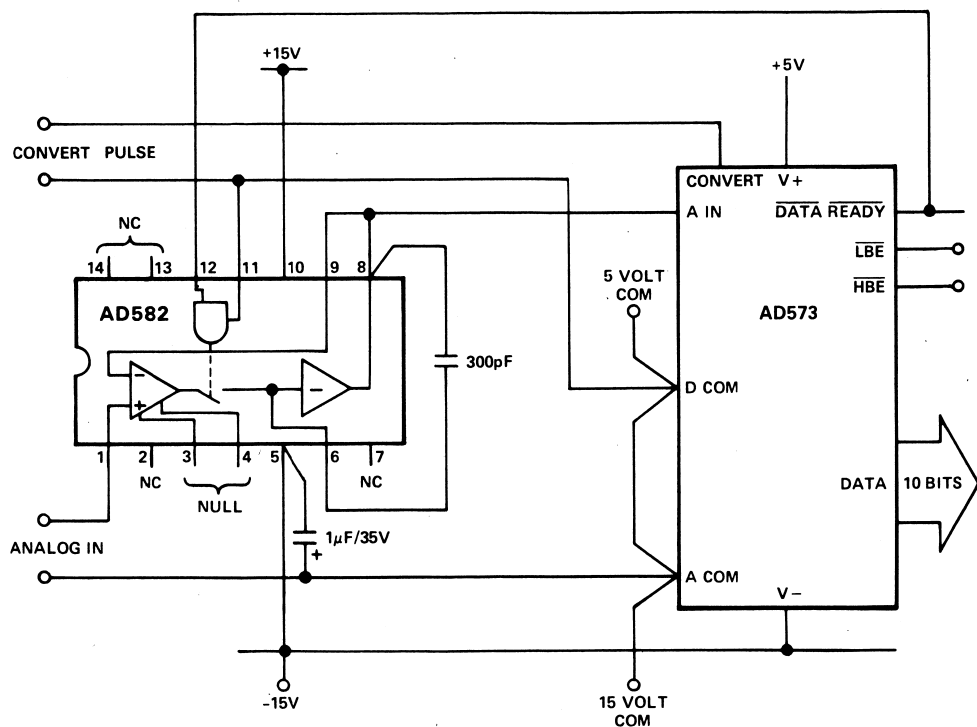 +15V
+5V
CONVERT PULSE
CONVERT V+
A IN
DATA READY
NC
14 13 12 11 10 9 8
LBE
5 VOLT
COM
HBE
AD582
AD573
300pF
−
+
−
D COM
1 2 3 4 5 6 7
NC
NULL
NC
DATA
10 BITS
1μF/35V
+
ANALOG IN
A COM
V−
-15V
15 VOLT
COM